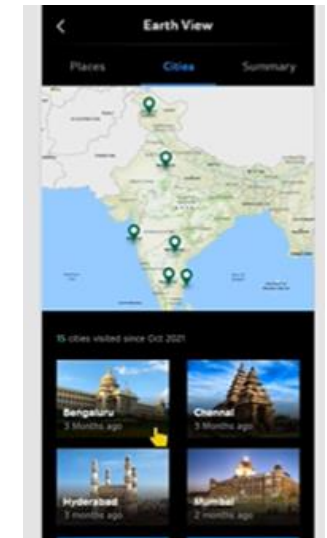 Earth View
Places Cities Summary
15 cities visited since Oct 2021
Bengaluru
3 Months ago
Chennai
3 Months ago
Hyderabad
3 months ago
Mumbai
2 months ago